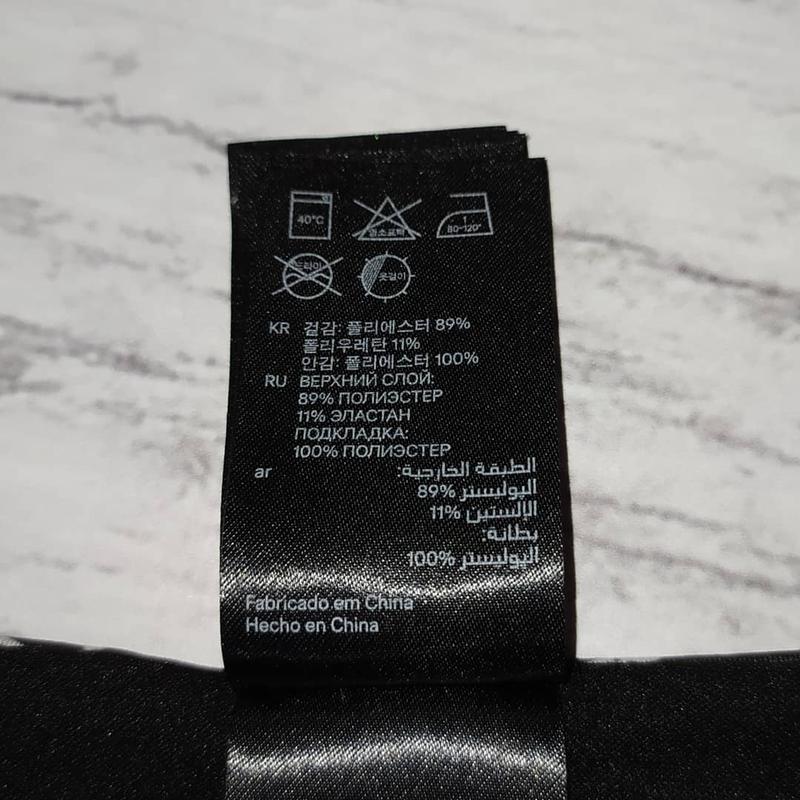 40°C
염소표백
1
80-120°
드라이
옷걸이
KR 겉감: 폴리에스터 89%
폴리우레탄 11%
안감: 폴리에스터 100%
RU ВЕРХНИЙ СЛОЙ:
89% ПОЛИЭСТЕР
11% ЭЛАСТАН
ПОДКЛАДКА:
100% ПОЛИЭСТЕР
ar الطبقة الخارجية:
البوليستر 89%
الإلستين 11%
بطانة:
البوليستر 100%
Fabricado em China
Hecho en China